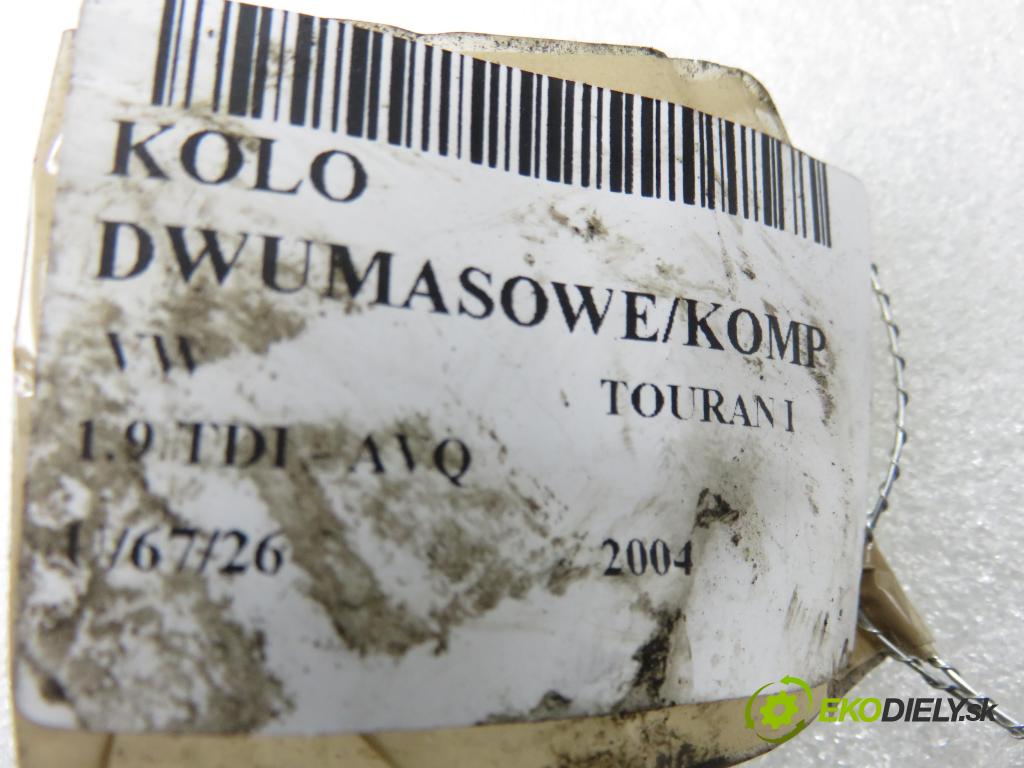 KOLO
DWUMASOWE/KOMP
VW
TOURAN I
1.9 TDI - AVQ
/67/26
2004
EKODIELY.sk